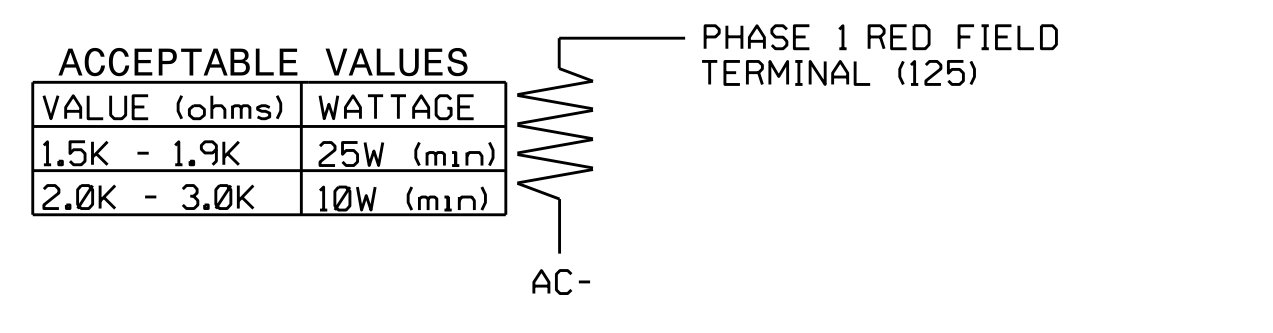 ACCEPTABLE VALUES
VALUE (ohms) WATTAGE
1.5K - 1.9K 25W (min)
2.0K - 3.0K 10W (min)
PHASE 1 RED FIELD
TERMINAL (125)
AC-